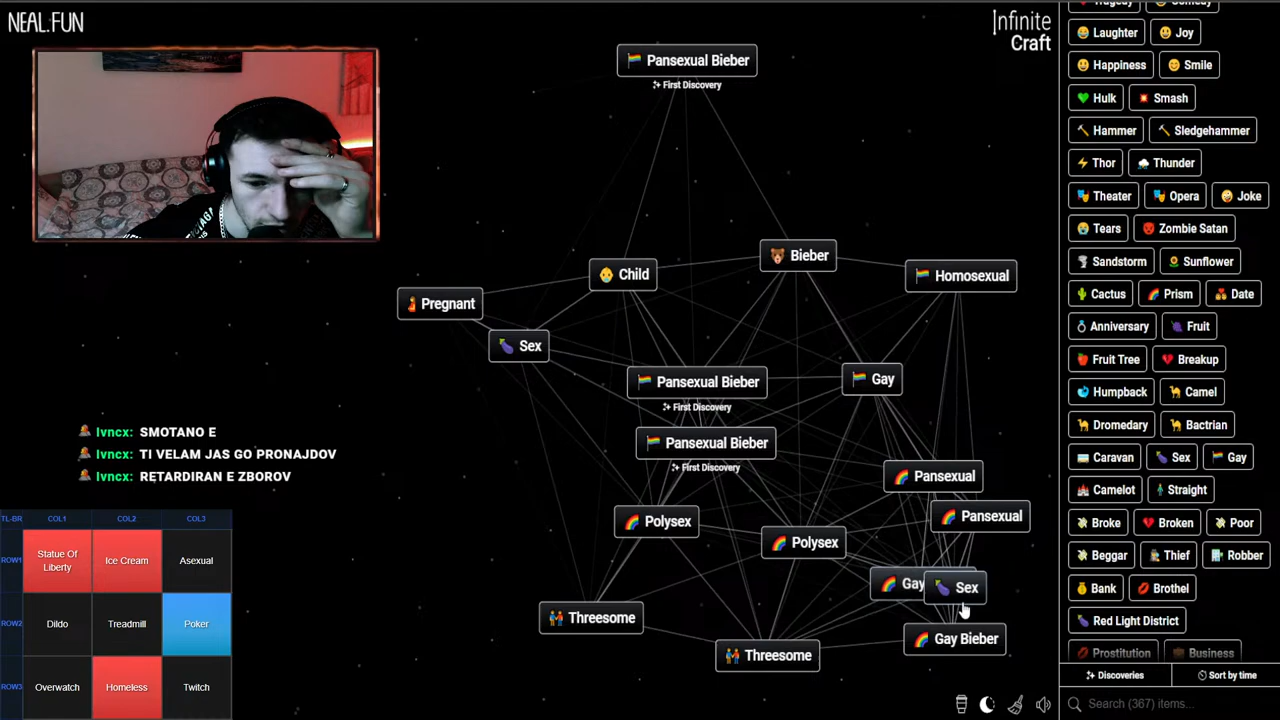 NEAL.FUN
Infinite
Craft
Pansexual Bieber
First Discovery
Child
Bieber
Homosexual
Pregnant
Sex
Pansexual Bieber
First Discovery
Gay
Pansexual Bieber
First Discovery
Pansexual
Pansexual
Polysex
Polysex
Gay
Sex
Gay Bieber
Threesome
Threesome
lvncx: SMOTANO E
lvncx: TI VELAM JAS GO PRONAJDOV
lvncx: RETARDIRAN E ZBOROV
TL-BR COL1 COL2 COL3
ROW1 Statue Of Liberty Ice Cream Asexual
ROW2 Dildo Treadmill Poker
ROW3 Overwatch Homeless Twitch
Tragedy Comedy
Laughter Joy
Happiness Smile
Hulk Smash
Hammer Sledgehammer
Thor Thunder
Theater Opera Joke
Tears Zombie Satan
Sandstorm Sunflower
Cactus Prism Date
Anniversary Fruit
Fruit Tree Breakup
Humpback Camel
Dromedary Bactrian
Caravan Sex Gay
Camelot Straight
Broke Broken Poor
Beggar Thief Robber
Bank Brothel
Red Light District
Prostitution Business
Discoveries Sort by time
Search (367) items...